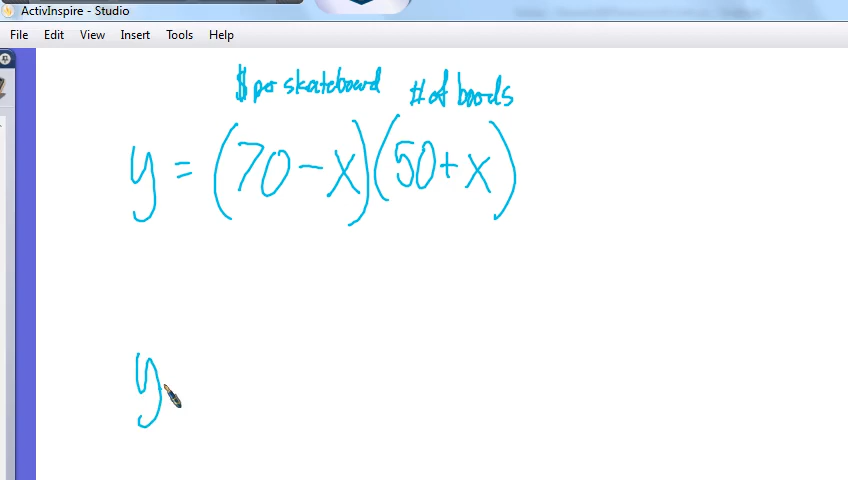 ActivInspire - Studio
File Edit View Insert Tools Help
$ per skateboard # of boards
y = (70 - x)(50 + x)
y